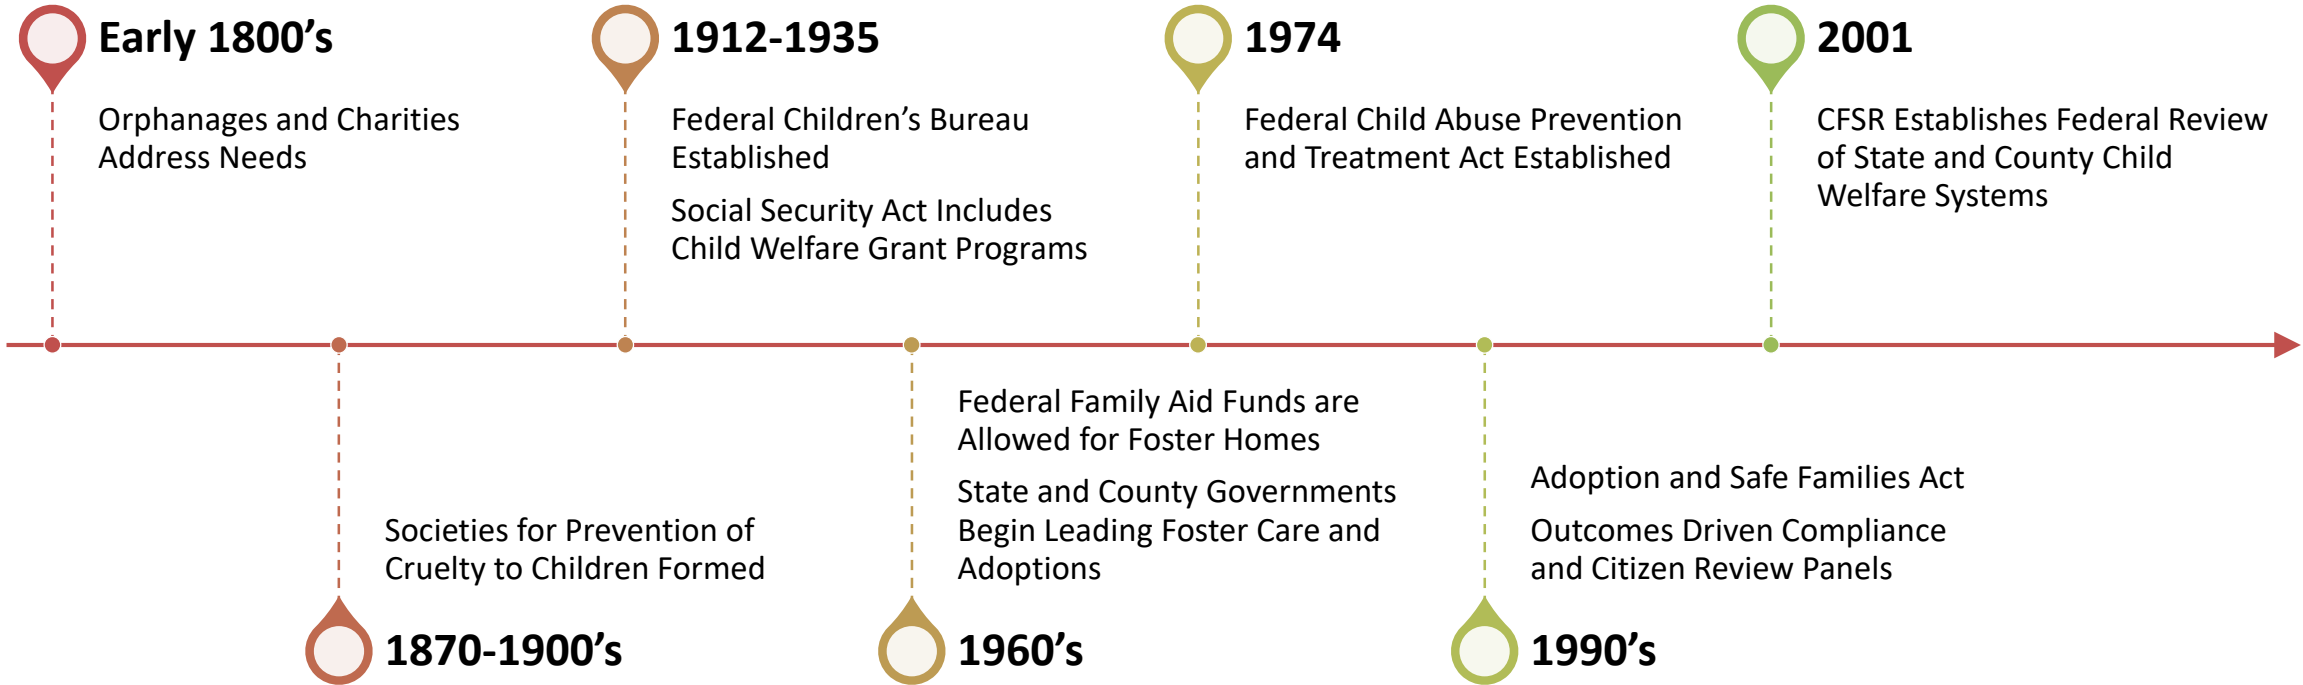 Early 1800’s
Orphanages and Charities
Address Needs
Societies for Prevention of
Cruelty to Children Formed
1870-1900’s
1912-1935
Federal Children’s Bureau
Established
Social Security Act Includes
Child Welfare Grant Programs
Federal Family Aid Funds are
Allowed for Foster Homes
State and County Governments
Begin Leading Foster Care and
Adoptions
1960’s
1974
Federal Child Abuse Prevention
and Treatment Act Established
Adoption and Safe Families Act
Outcomes Driven Compliance
and Citizen Review Panels
1990’s
2001
CFSR Establishes Federal Review
of State and County Child
Welfare Systems